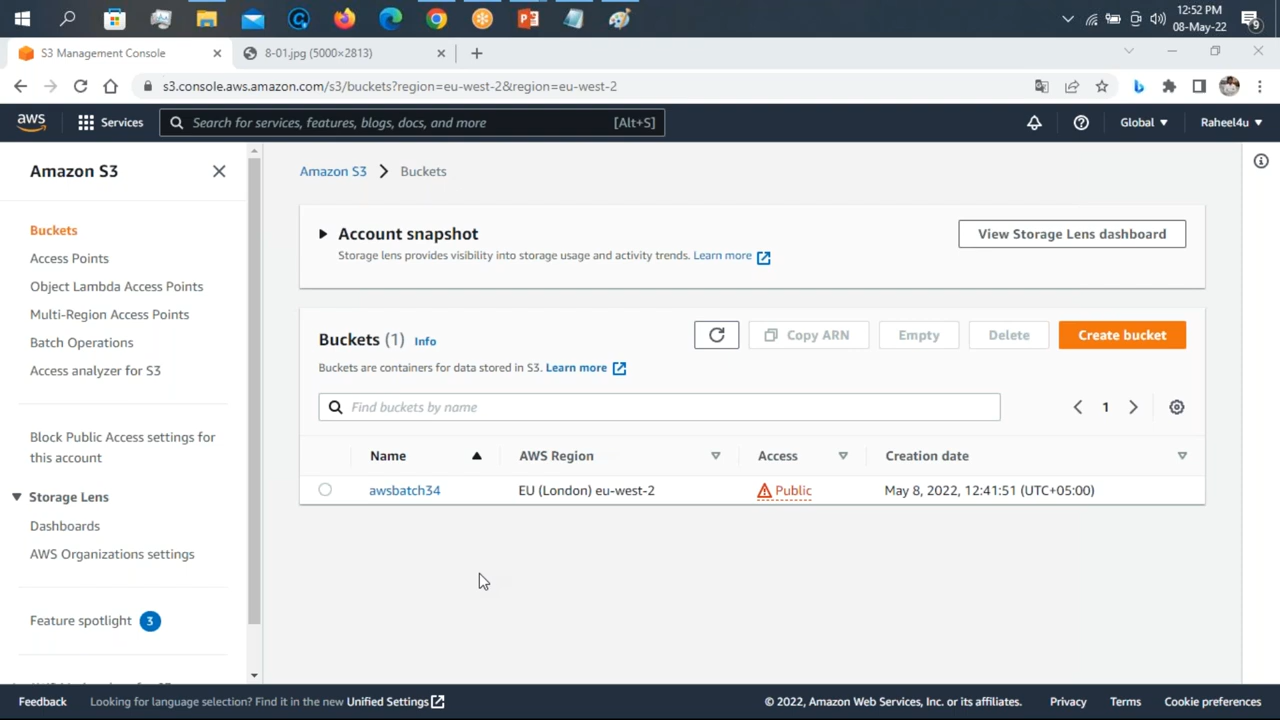 12:52 PM
08-May-22
9
S3 Management Console
8-01.jpg (5000×2813)
s3.console.aws.amazon.com/s3/buckets?region=eu-west-2&region=eu-west-2
aws
Services
Search for services, features, blogs, docs, and more
[Alt+S]
Global
Raheel4u
Amazon S3
Buckets
Access Points
Object Lambda Access Points
Multi-Region Access Points
Batch Operations
Access analyzer for S3
Block Public Access settings for
this account
Storage Lens
Dashboards
AWS Organizations settings
Feature spotlight 3
Amazon S3 > Buckets
Account snapshot
Storage lens provides visibility into storage usage and activity trends. Learn more
View Storage Lens dashboard
Buckets (1) Info
Buckets are containers for data stored in S3. Learn more
Copy ARN
Empty
Delete
Create bucket
Find buckets by name
1
Name AWS Region Access Creation date
awsbatch34 EU (London) eu-west-2 Public May 8, 2022, 12:41:51 (UTC+05:00)
Feedback
Looking for language selection? Find it in the new Unified Settings
© 2022, Amazon Web Services, Inc. or its affiliates.
Privacy
Terms
Cookie preferences